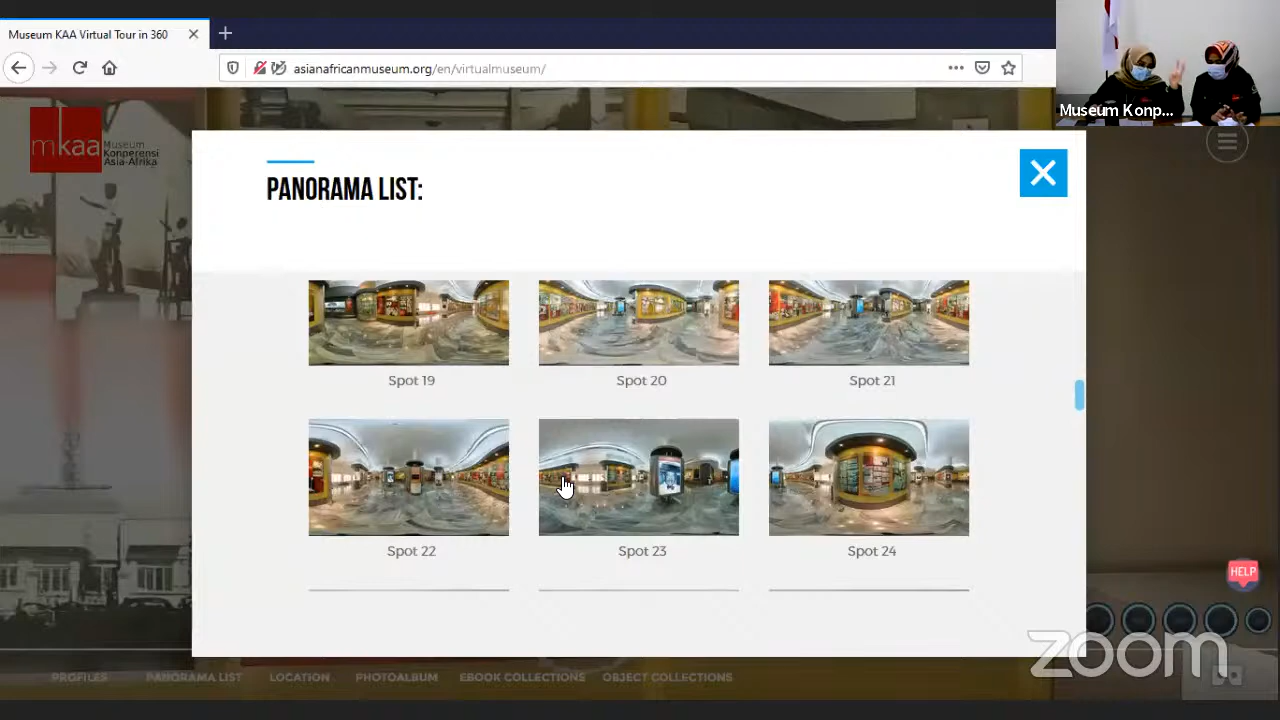 Museum KAA Virtual Tour in 360
asianafricanmuseum.org/en/virtualmuseum/
Museum Konp...
mkaa Museum
Konperensi
Asia-Afrika
PANORAMA LIST:
Spot 19
Spot 20
Spot 21
Spot 22
Spot 23
Spot 24
HELP
zoom
PROFILES
PANORAMA LIST
LOCATION
PHOTOALBUM
EBOOK COLLECTIONS
OBJECT COLLECTIONS